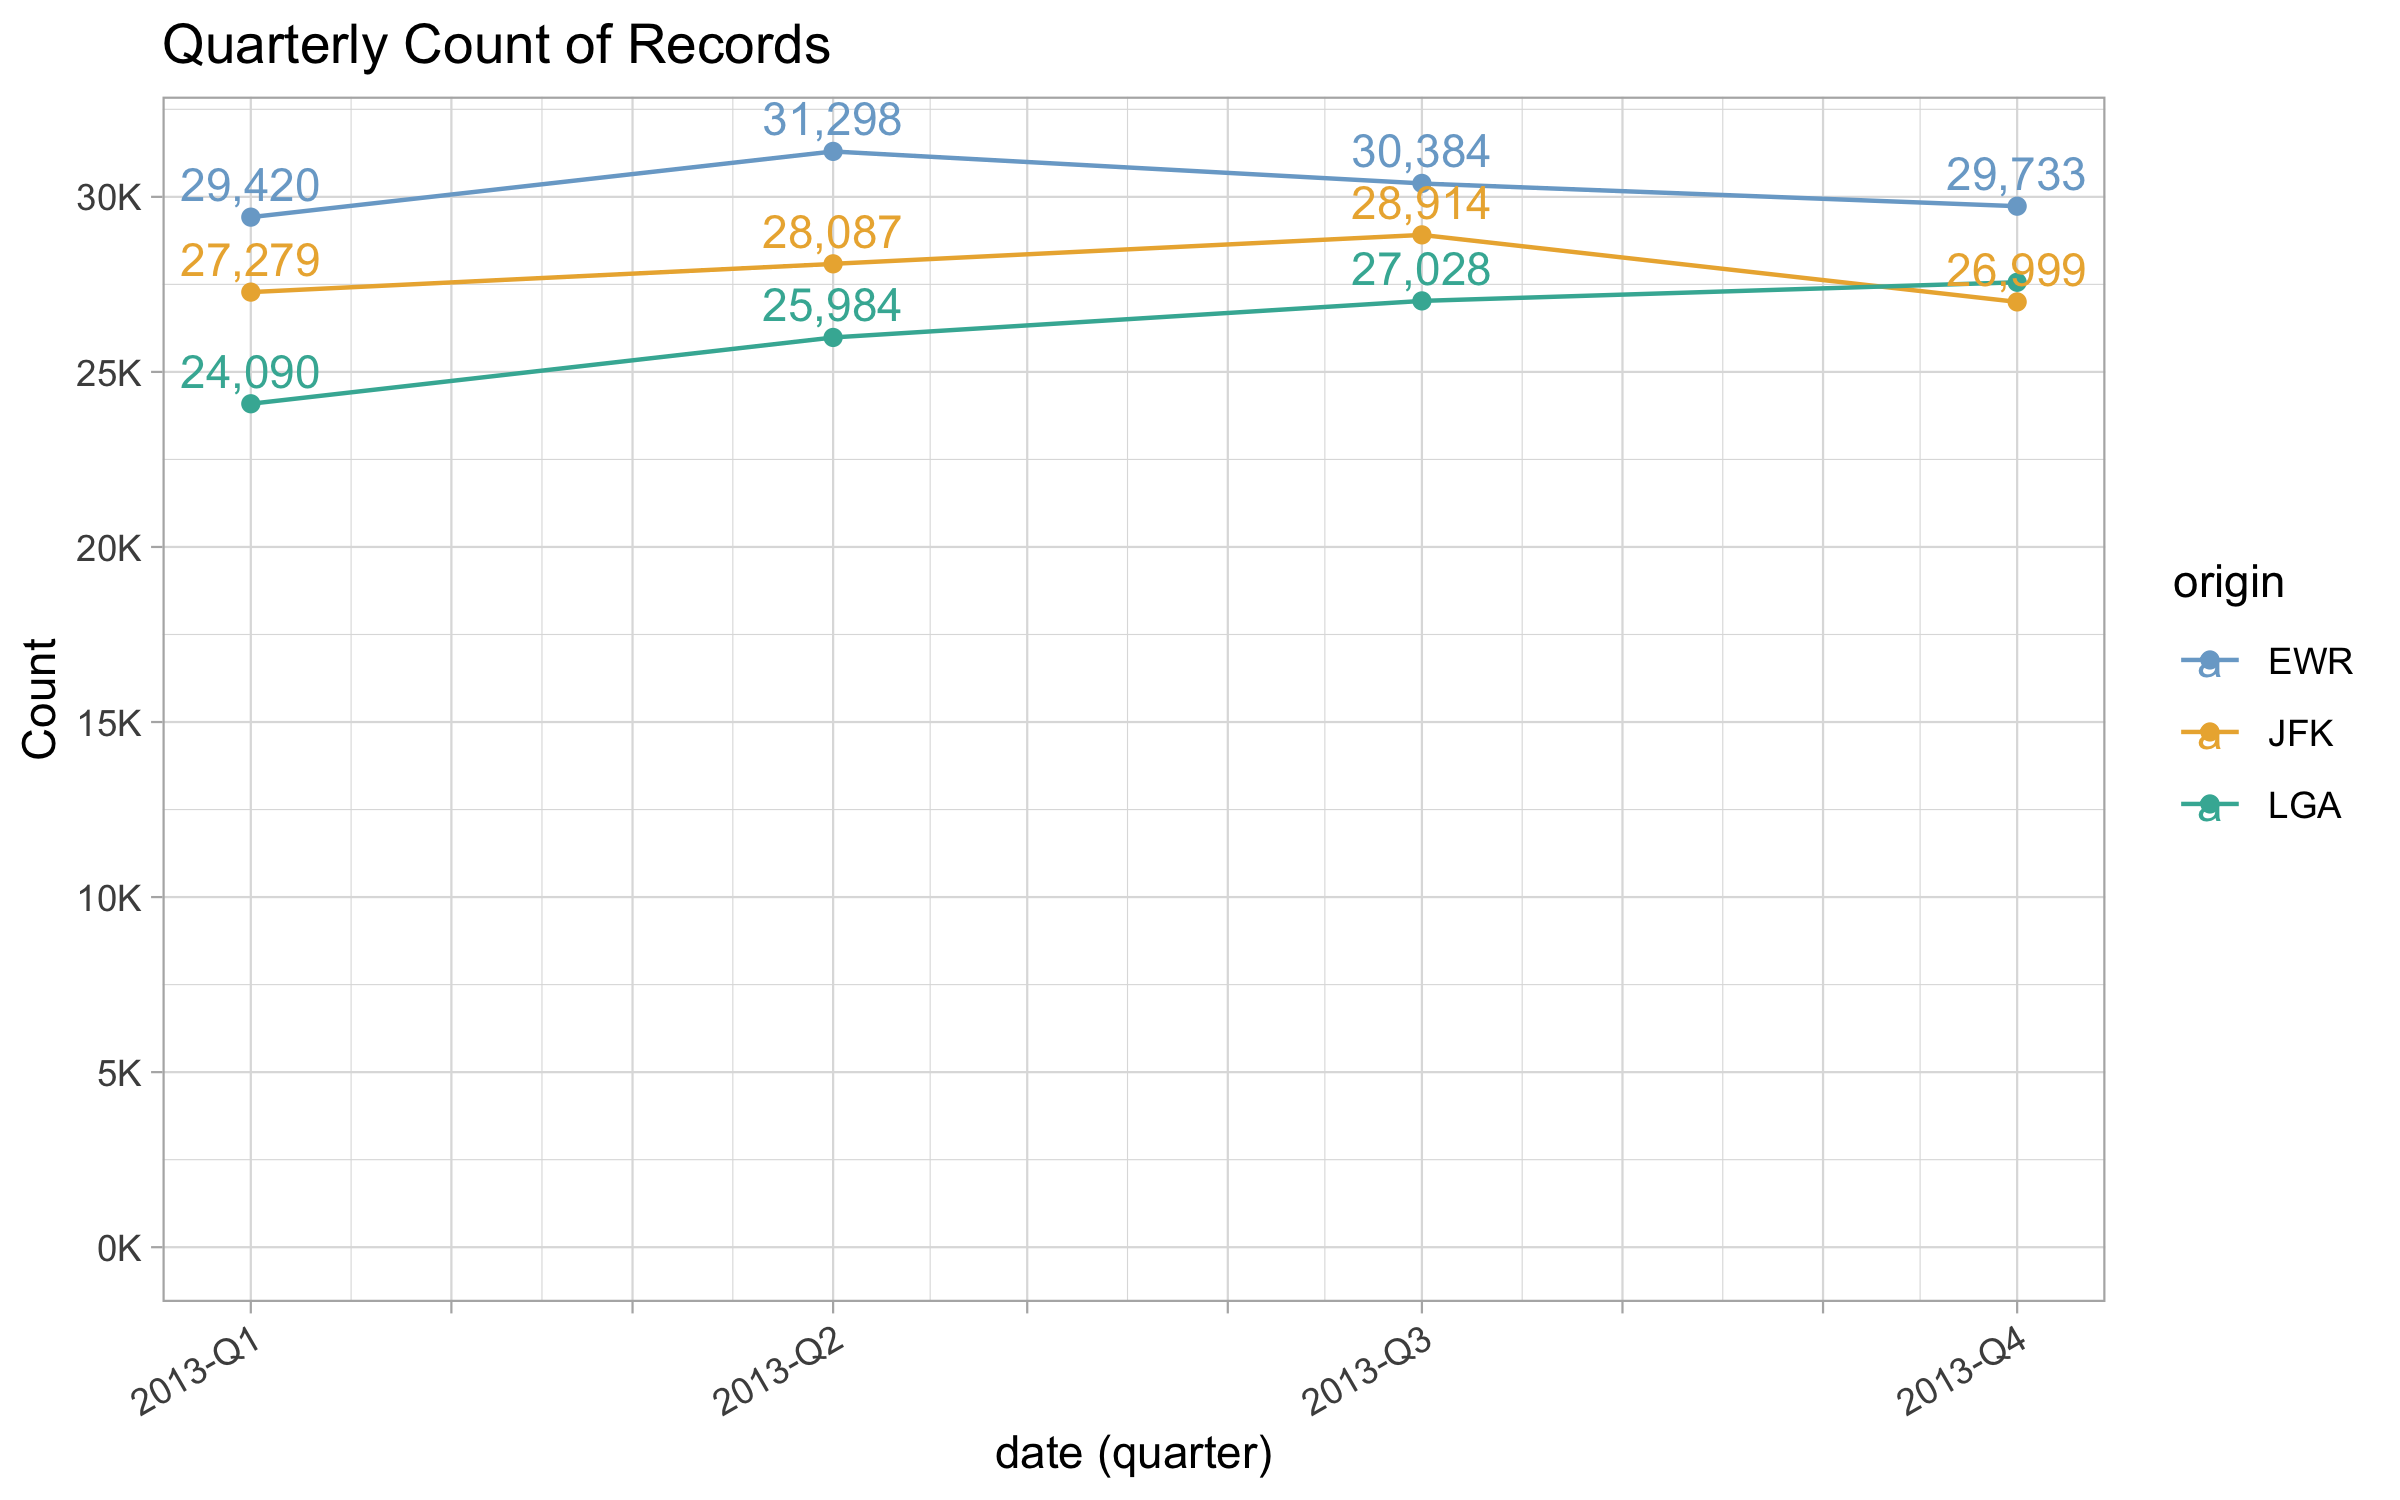 Quarterly Count of Records
31,298
30,384
29,733
29,420
28,914
28,087
27,279
27,028
26,999
25,984
24,090
30K
25K
20K
15K
10K
5K
0K
Count
2013-Q1
2013-Q2
2013-Q3
2013-Q4
date (quarter)
origin
a EWR
a JFK
a LGA